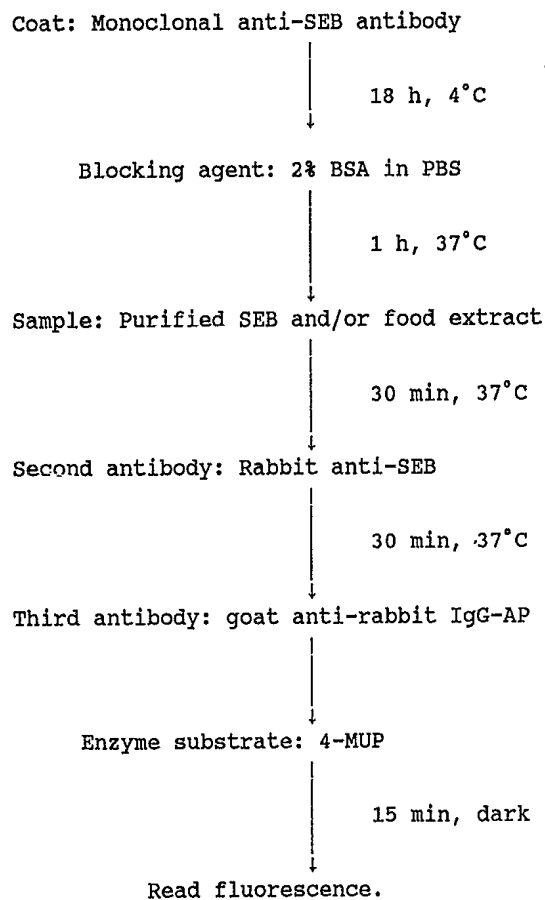 Coat: Monoclonal anti-SEB antibody
18 h, 4°C
Blocking agent: 2% BSA in PBS
1 h, 37°C
Sample: Purified SEB and/or food extract
30 min, 37°C
Second antibody: Rabbit anti-SEB
30 min, 37°C
Third antibody: goat anti-rabbit IgG-AP
Enzyme substrate: 4-MUP
15 min, dark
Read fluorescence.